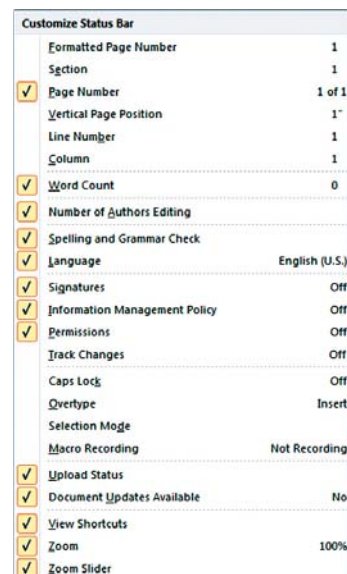 Customize Status Bar
Formatted Page Number 1
Section 1
Page Number 1 of 1
Vertical Page Position 1"
Line Number 1
Column 1
Word Count 0
Number of Authors Editing
Spelling and Grammar Check
Language English (U.S.)
Signatures Off
Information Management Policy Off
Permissions Off
Track Changes Off
Caps Lock Off
Overtype Insert
Selection Mode
Macro Recording Not Recording
Upload Status
Document Updates Available No
View Shortcuts
Zoom 100%
Zoom Slider